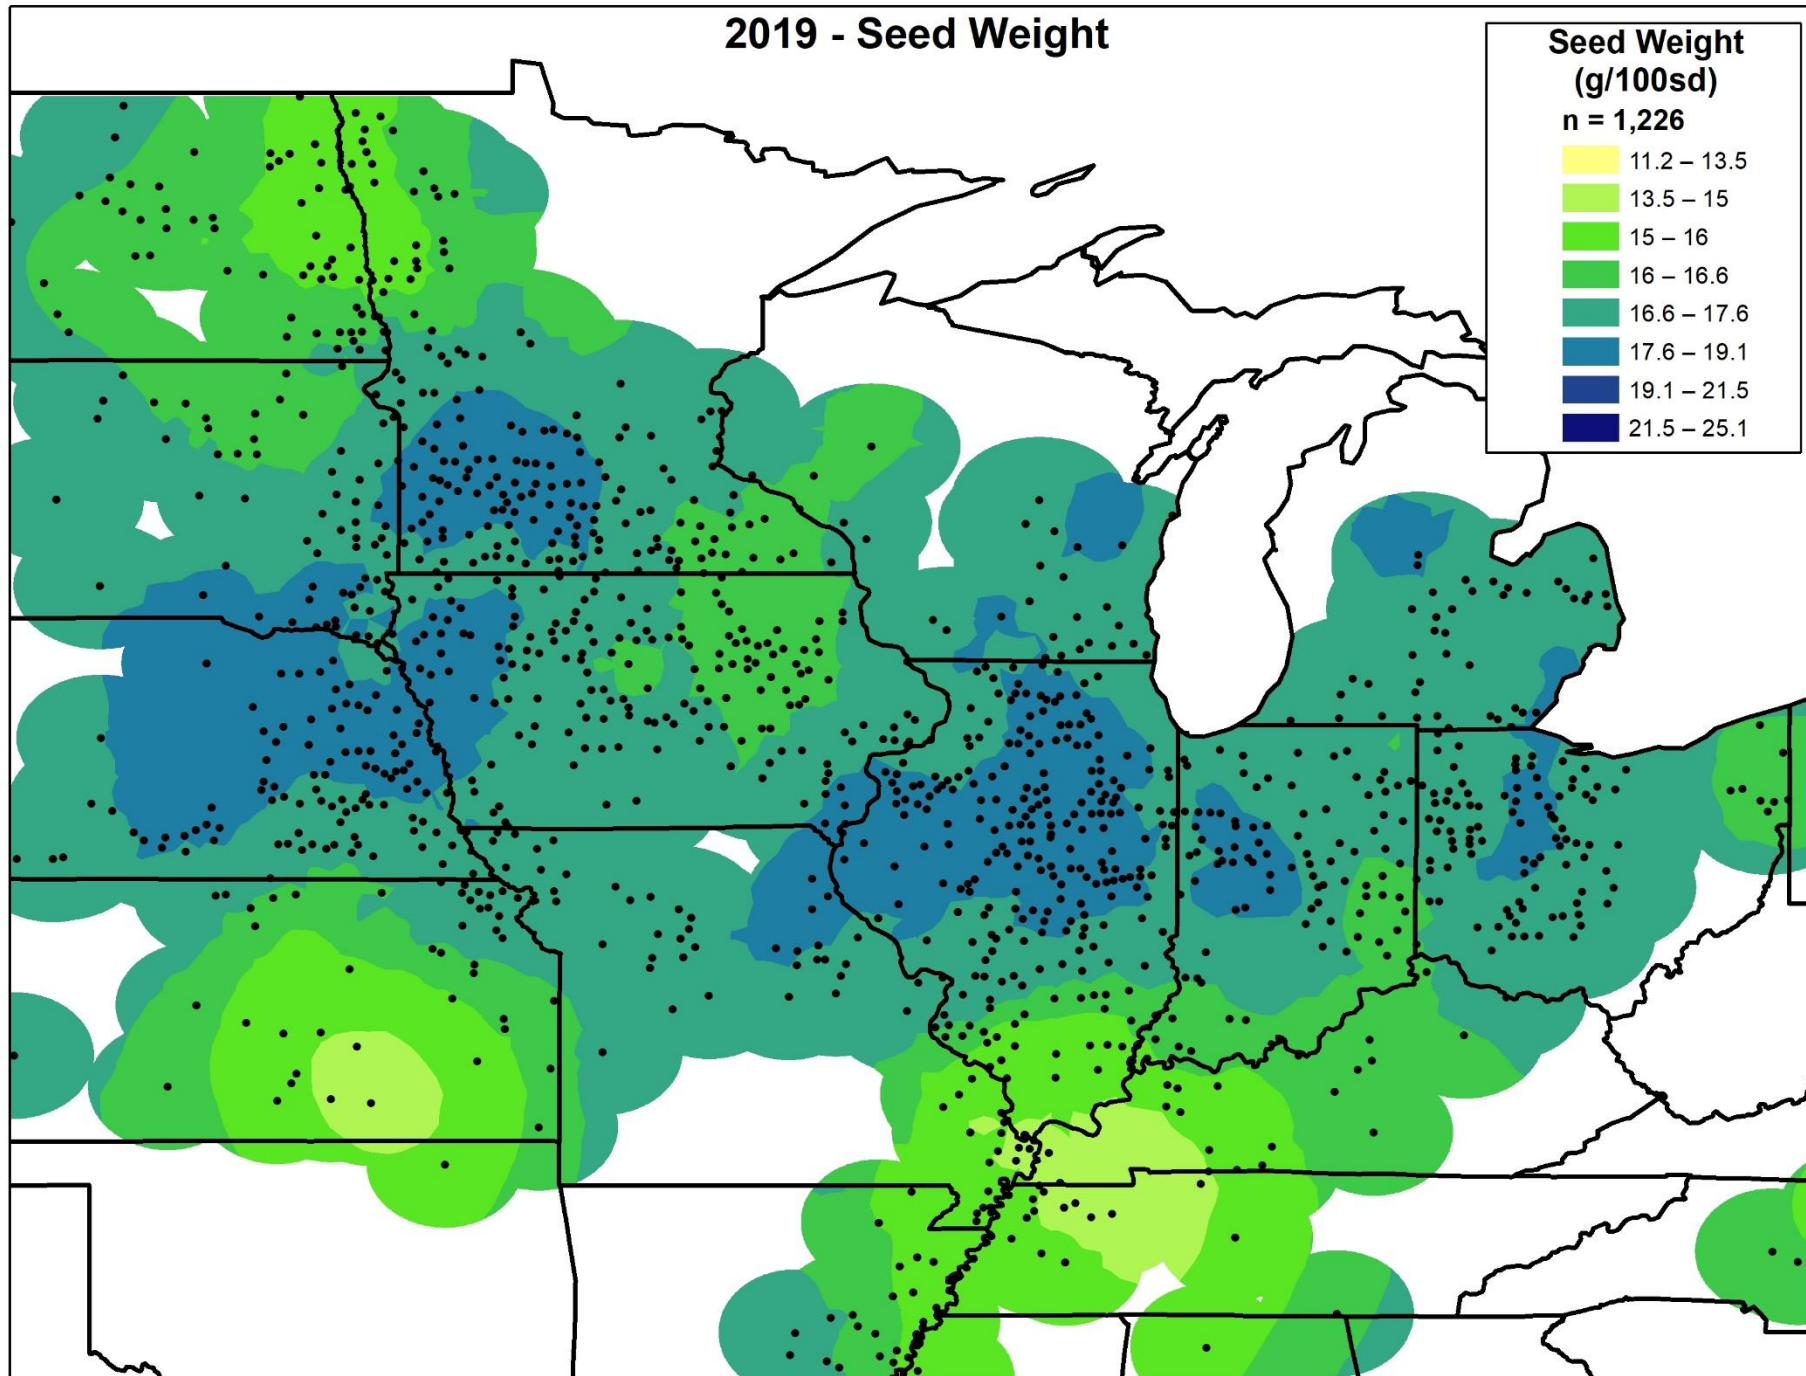 2019 - Seed Weight
Seed Weight
(g/100sd)
n = 1,226
11.2 – 13.5
13.5 – 15
15 – 16
16 – 16.6
16.6 – 17.6
17.6 – 19.1
19.1 – 21.5
21.5 – 25.1